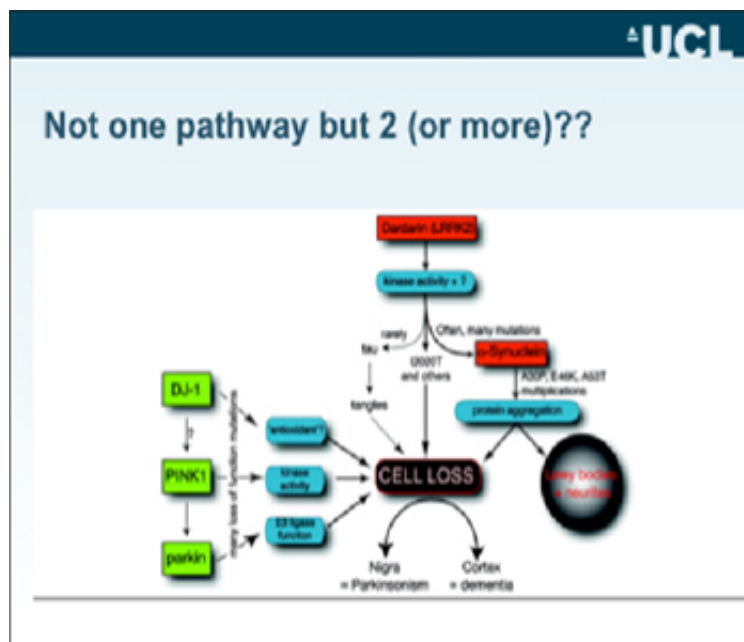 UCL
Not one pathway but 2 (or more)??
Dardarin (LRRK2)
kinase activity + ?
rarely
Often, many mutations
tau
I2020T
and others
α-Synuclein
A30P, E46K, A53T
multiplications
tangles
protein aggregation
DJ-1
?
antioxidant?
many loss of function mutations
PINK1
kinase
activity
CELL LOSS
Lewy bodies
+ neurites
parkin
E3 ligase
function
Nigra
= Parkinsonism
Cortex
= dementia